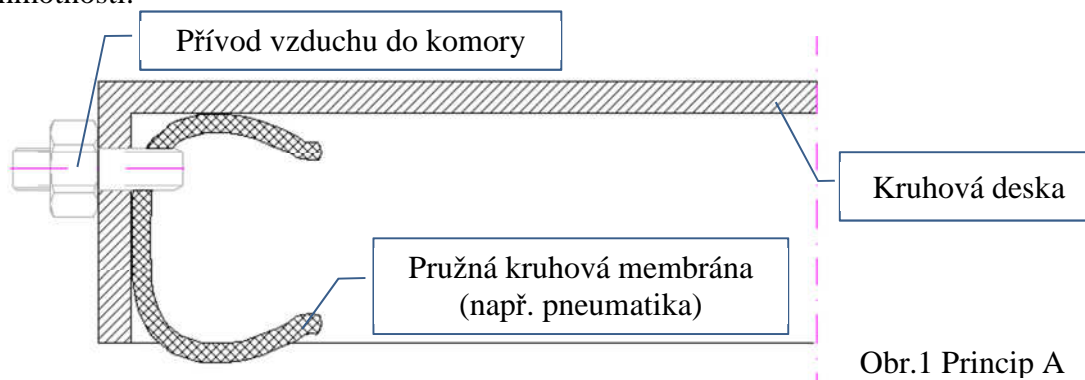 Přívod vzduchu do komory
Kruhová deska
Pružná kruhová membrána
(např. pneumatika)
Obr.1 Princip A